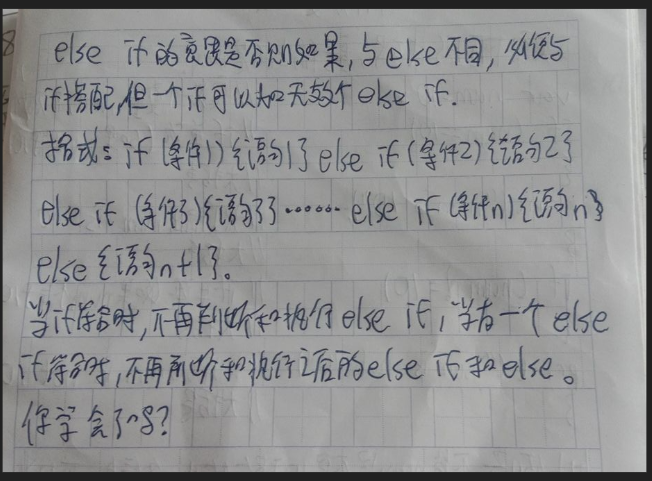 else if的意思是否则如果，与else不同，必须与
if搭配，但一个if可以加无数个else if.
格式：if(条件1){语句1}else if(条件2){语句2}
else if(条件3){语句3}……else if(条件n){语句n}
else{语句n+1}。
当if符合时，不再判断和执行else if，当有一个else
if符合时，不再判断和执行之后的else if和else。
你学会了吗？